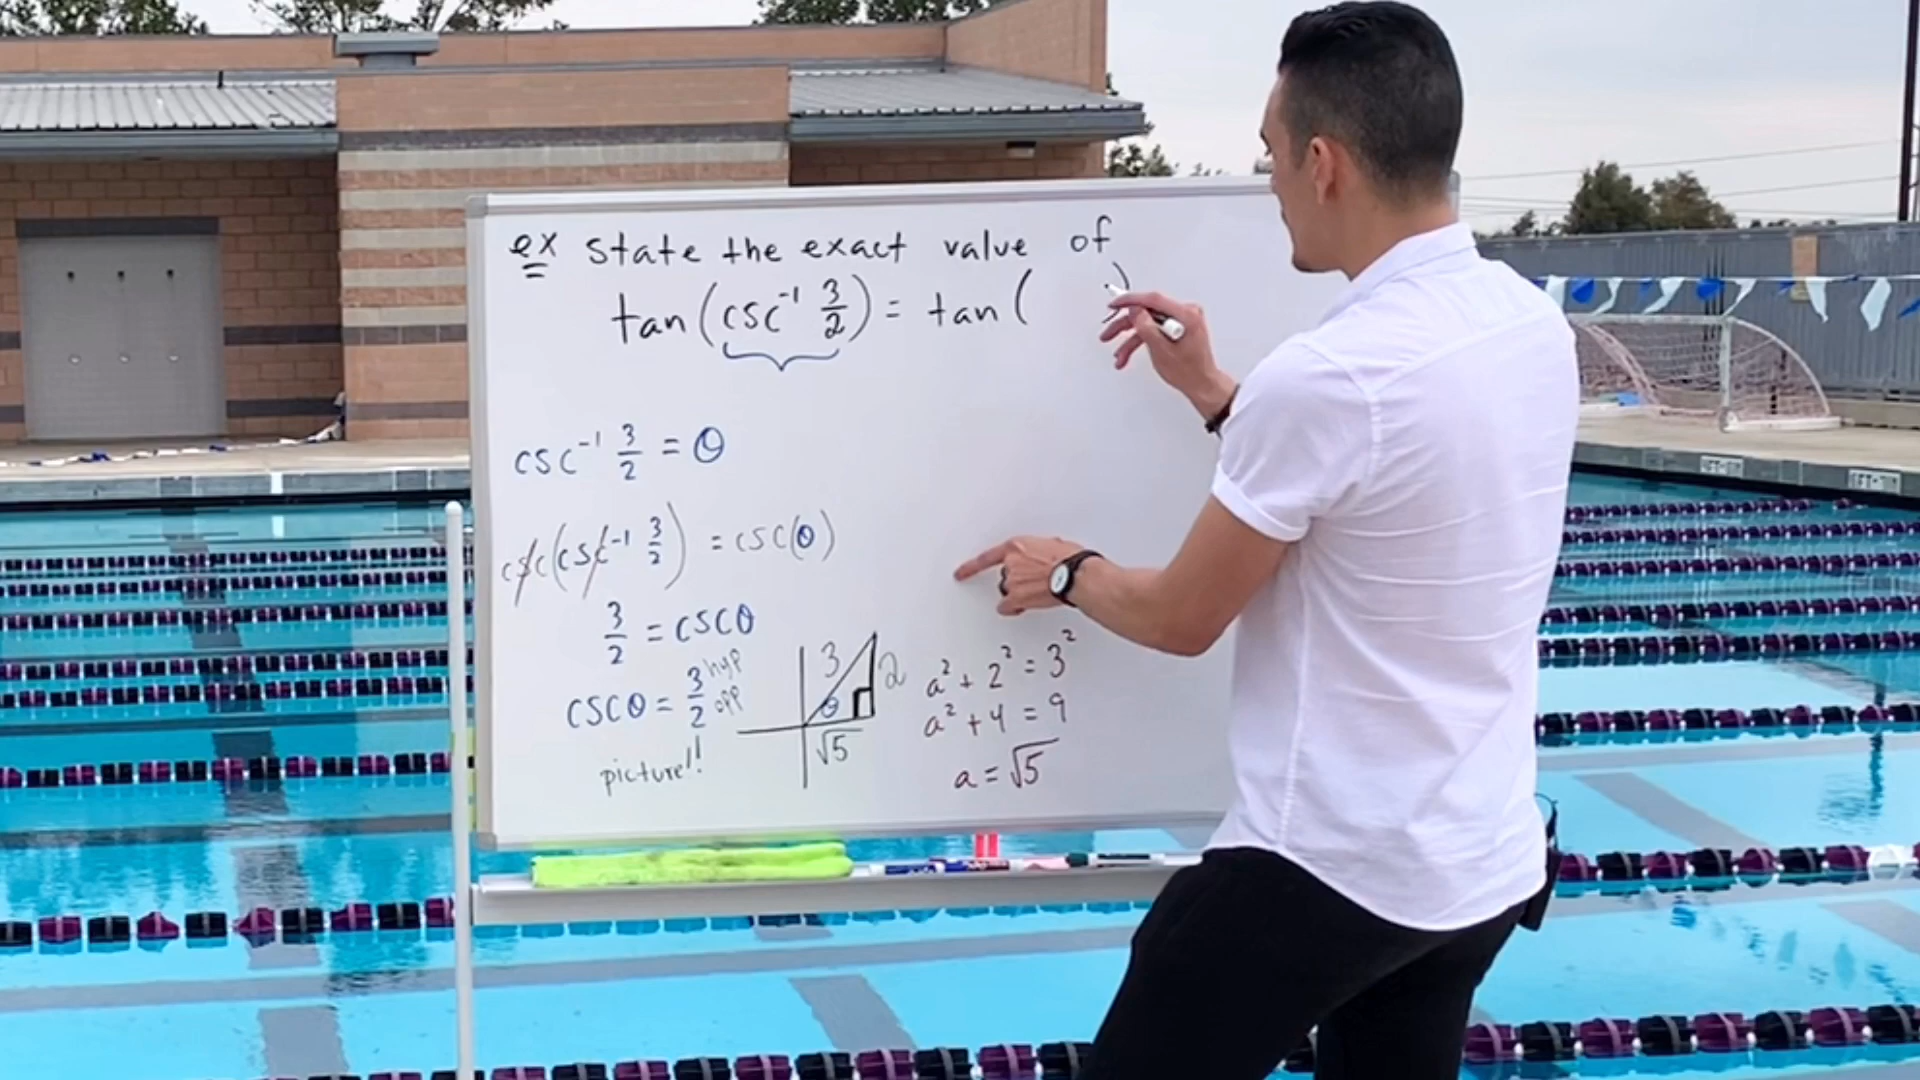 ex state the exact value of
tan(csc⁻¹ 3/2) = tan( )
csc⁻¹ 3/2 = θ
csc(csc⁻¹ 3/2) = csc(θ)
3/2 = cscθ
cscθ = 3/2 hyp opp
picture!!
3
2
θ
√5
a² + 2² = 3²
a² + 4 = 9
a = √5